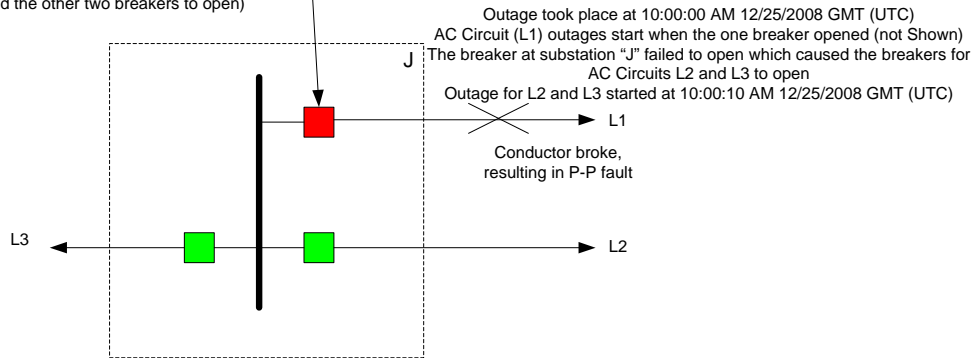 d the other two breakers to open)
Outage took place at 10:00:00 AM 12/25/2008 GMT (UTC)
AC Circuit (L1) outages start when the one breaker opened (not Shown)
The breaker at substation “J” failed to open which caused the breakers for
AC Circuits L2 and L3 to open
Outage for L2 and L3 started at 10:00:10 AM 12/25/2008 GMT (UTC)
J
L1
Conductor broke,
resulting in P-P fault
L3
L2